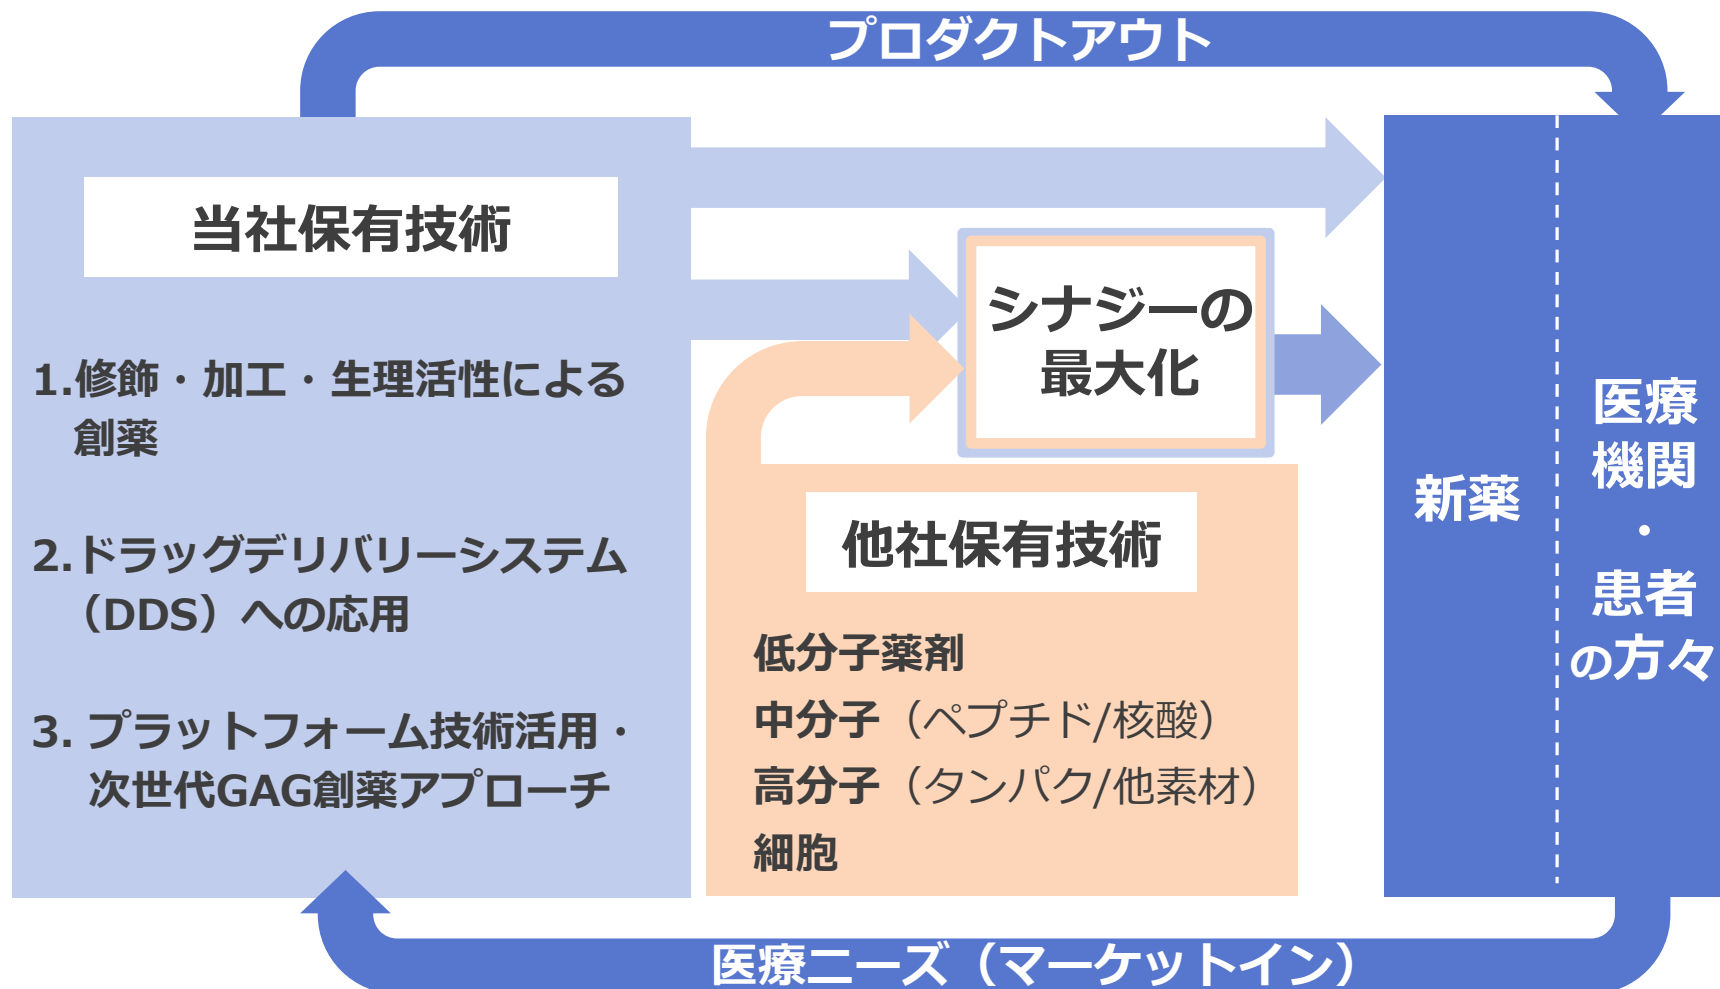 プロダクトアウト
当社保有技術
1.修飾・加工・生理活性による
創薬
2.ドラッグデリバリーシステム
（DDS）への応用
3. プラットフォーム技術活用・
次世代GAG創薬アプローチ
シナジーの
最大化
他社保有技術
低分子薬剤
中分子（ペプチド/核酸）
高分子（タンパク/他素材）
細胞
新薬
医療
機関
・
患者
の方々
医療ニーズ（マーケットイン）